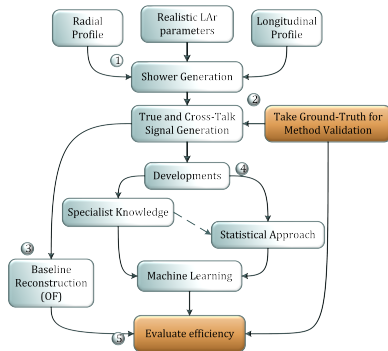 Radial
Profile
Realistic LAr
parameters
Longitudinal
Profile
1
Shower Generation
2
True and Cross-Talk
Signal Generation
Take Ground-Truth for
Method Validation
Developments
4
Specialist Knowledge
Statistical Approach
3
Baseline
Reconstruction
(OF)
Machine Learning
5
Evaluate efficiency